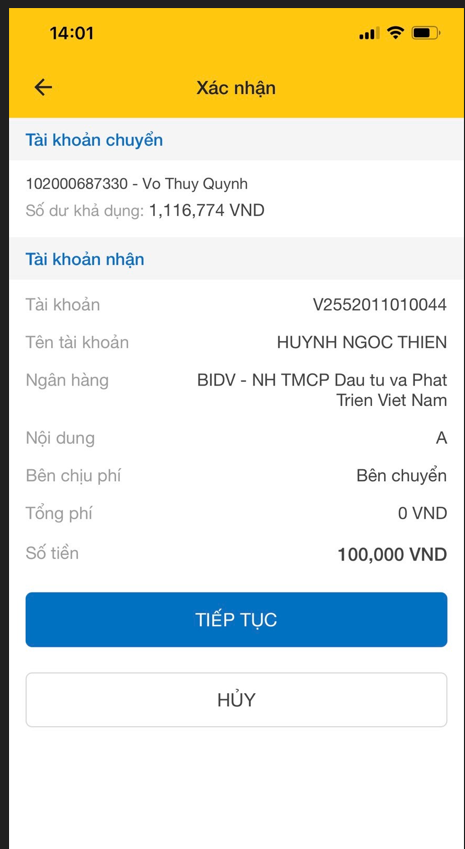 14:01
Xác nhận
Tài khoản chuyển
102000687330 - Vo Thuy Quynh
Số dư khả dụng: 1,116,774 VND
Tài khoản nhận
Tài khoản V2552011010044
Tên tài khoản HUYNH NGOC THIEN
Ngân hàng BIDV - NH TMCP Dau tu va Phat
Trien Viet Nam
Nội dung A
Bên chịu phí Bên chuyển
Tổng phí 0 VND
Số tiền 100,000 VND
TIẾP TỤC
HỦY